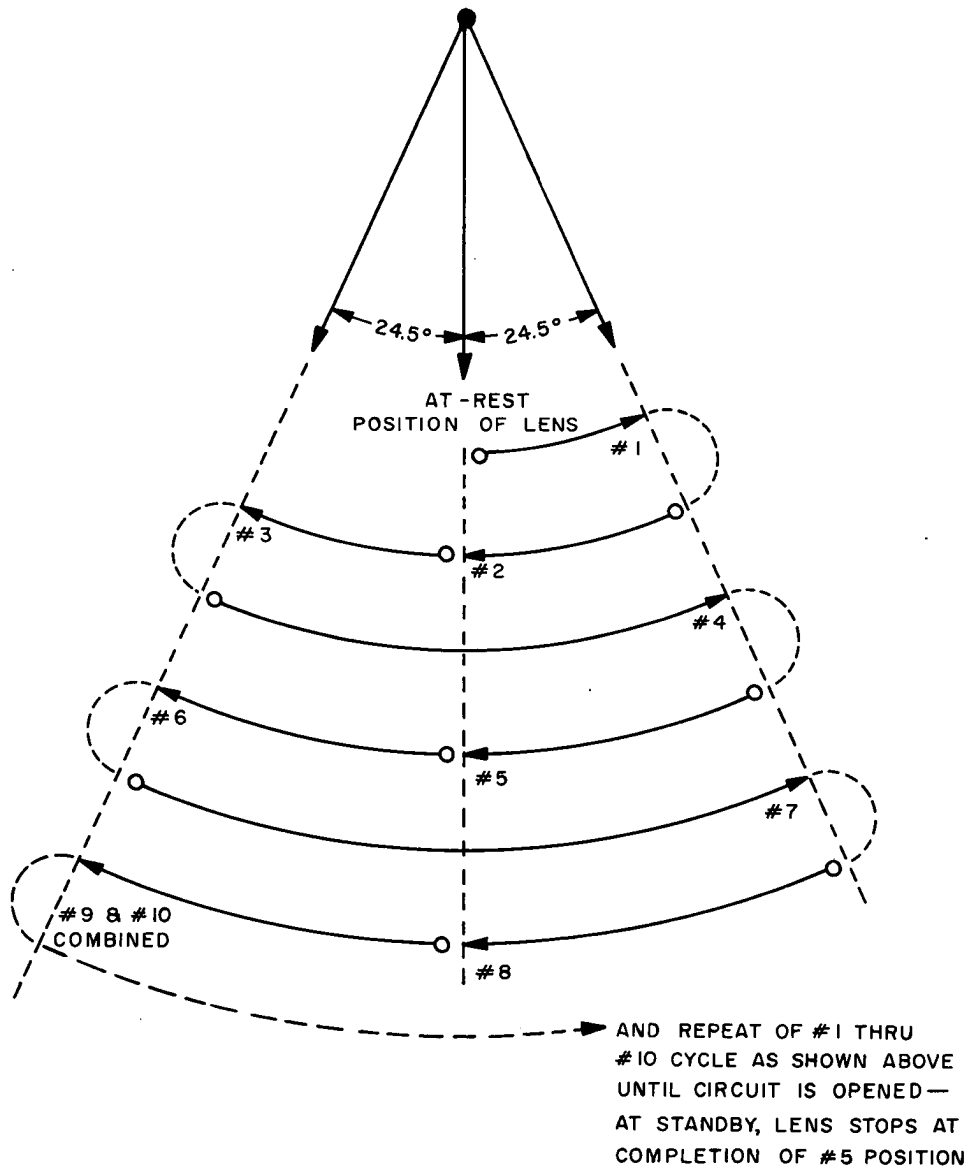 24.5° 24.5°
AT-REST
POSITION OF LENS
#1
#3
#2
#4
#6
#5
#7
#9 & #10
COMBINED
#8
AND REPEAT OF #1 THRU
#10 CYCLE AS SHOWN ABOVE
UNTIL CIRCUIT IS OPENED—
AT STANDBY, LENS STOPS AT
COMPLETION OF #5 POSITION